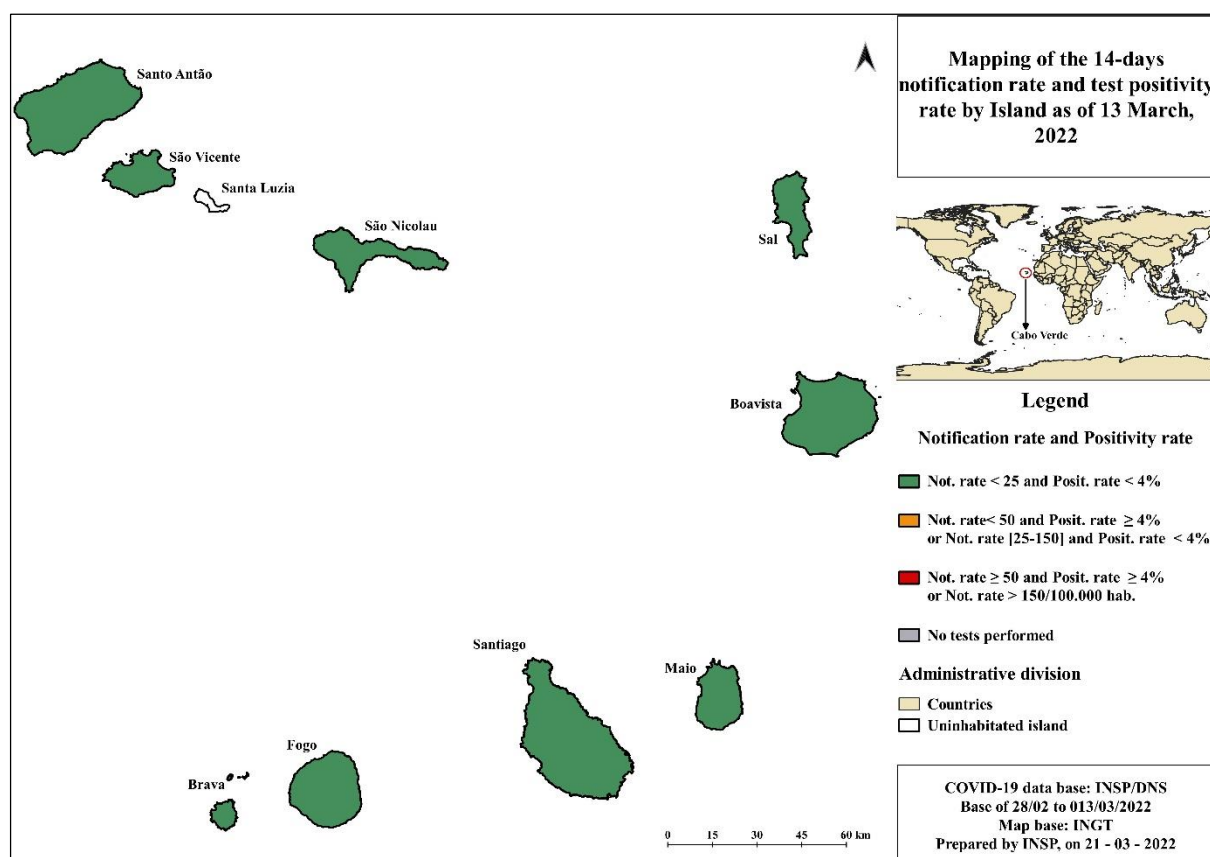 Mapping of the 14-days
notification rate and test positivity
rate by Island as of 13 March,
2022
Santo Antão
São Vicente
Santa Luzia
São Nicolau
Sal
Boavista
Santiago
Maio
Fogo
Brava
0 15 30 45 60 km
Cabo Verde
Legend
Notification rate and Positivity rate
Not. rate < 25 and Posit. rate < 4%
Not. rate< 50 and Posit. rate ≥ 4%
or Not. rate [25-150] and Posit. rate < 4%
Not. rate ≥ 50 and Posit. rate ≥ 4%
or Not. rate > 150/100.000 hab.
No tests performed
Administrative division
Countries
Uninhabitated island
COVID-19 data base: INSP/DNS
Base of 28/02 to 013/03/2022
Map base: INGT
Prepared by INSP, on 21 - 03 - 2022